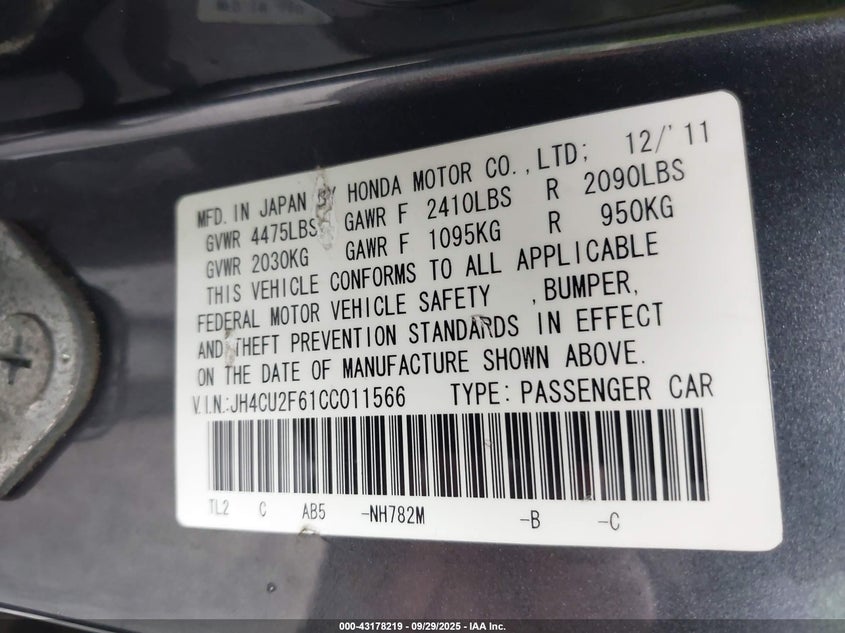 MFD. IN JAPAN BY HONDA MOTOR CO., LTD; 12/'11
GVWR 4475LBS GAWR F 2410LBS R 2090LBS
GVWR 2030KG GAWR F 1095KG R 950KG
THIS VEHICLE CONFORMS TO ALL APPLICABLE
FEDERAL MOTOR VEHICLE SAFETY , BUMPER,
AND THEFT PREVENTION STANDARDS IN EFFECT
ON THE DATE OF MANUFACTURE SHOWN ABOVE.
V.I.N.:JH4CU2F61CC011566 TYPE: PASSENGER CAR
TL2 C AB5 -NH782M -B -C
000-43178219 - 09/29/2025 - IAA Inc.